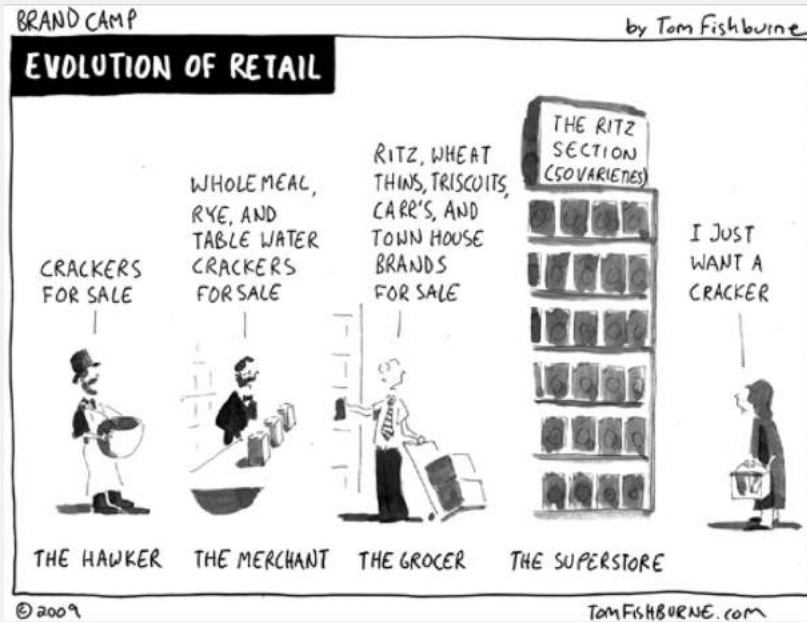 BRAND CAMP
by Tom Fishburne
EVOLUTION OF RETAIL
CRACKERS
FOR SALE
WHOLEMEAL,
RYE, AND
TABLE WATER
CRACKERS
FOR SALE
RITZ, WHEAT
THINS, TRISCUITS,
CARR'S, AND
TOWN HOUSE
BRANDS
FOR SALE
THE RITZ
SECTION
(50 VARIETIES)
I JUST
WANT A
CRACKER
THE HAWKER
THE MERCHANT
THE GROCER
THE SUPERSTORE
© 2009
TOMFISHBURNE.com